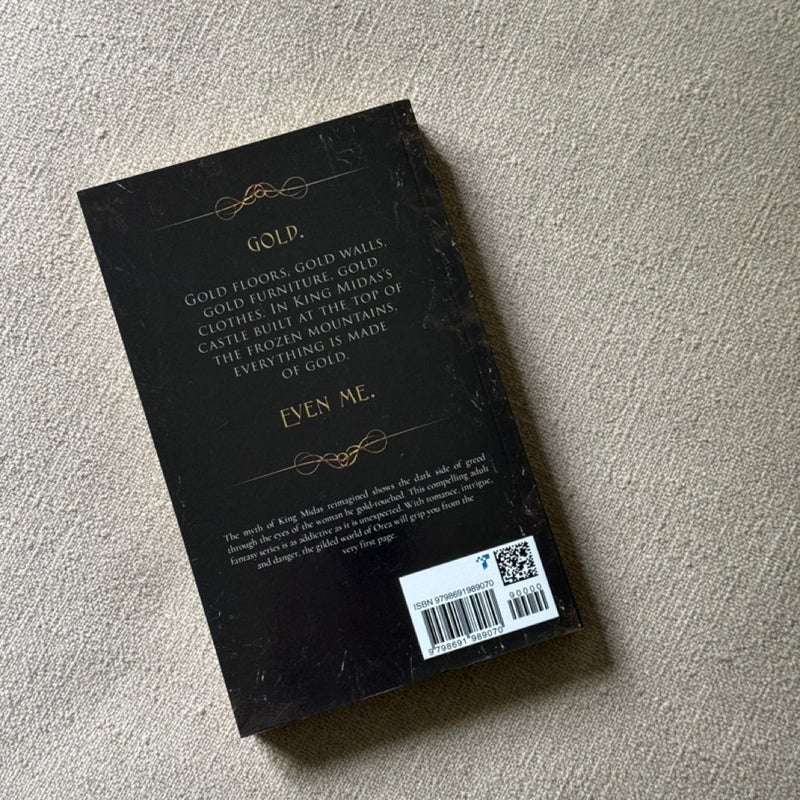 GOLD.
GOLD FLOORS, GOLD WALLS,
GOLD FURNITURE, GOLD
CLOTHES. IN KING MIDAS'S
CASTLE BUILT AT THE TOP OF
THE FROZEN MOUNTAINS,
EVERYTHING IS MADE
OF GOLD.
EVEN ME.
The myth of King Midas reimagined shows the dark side of greed
through the eyes of the woman he gold-touched. This compelling adult
fantasy series is as addictive as it is unexpected. With romance, intrigue,
and danger, the gilded world of Orea will grip you from the
very first page.
ISBN 9798691989070
90000
9 798691 989070